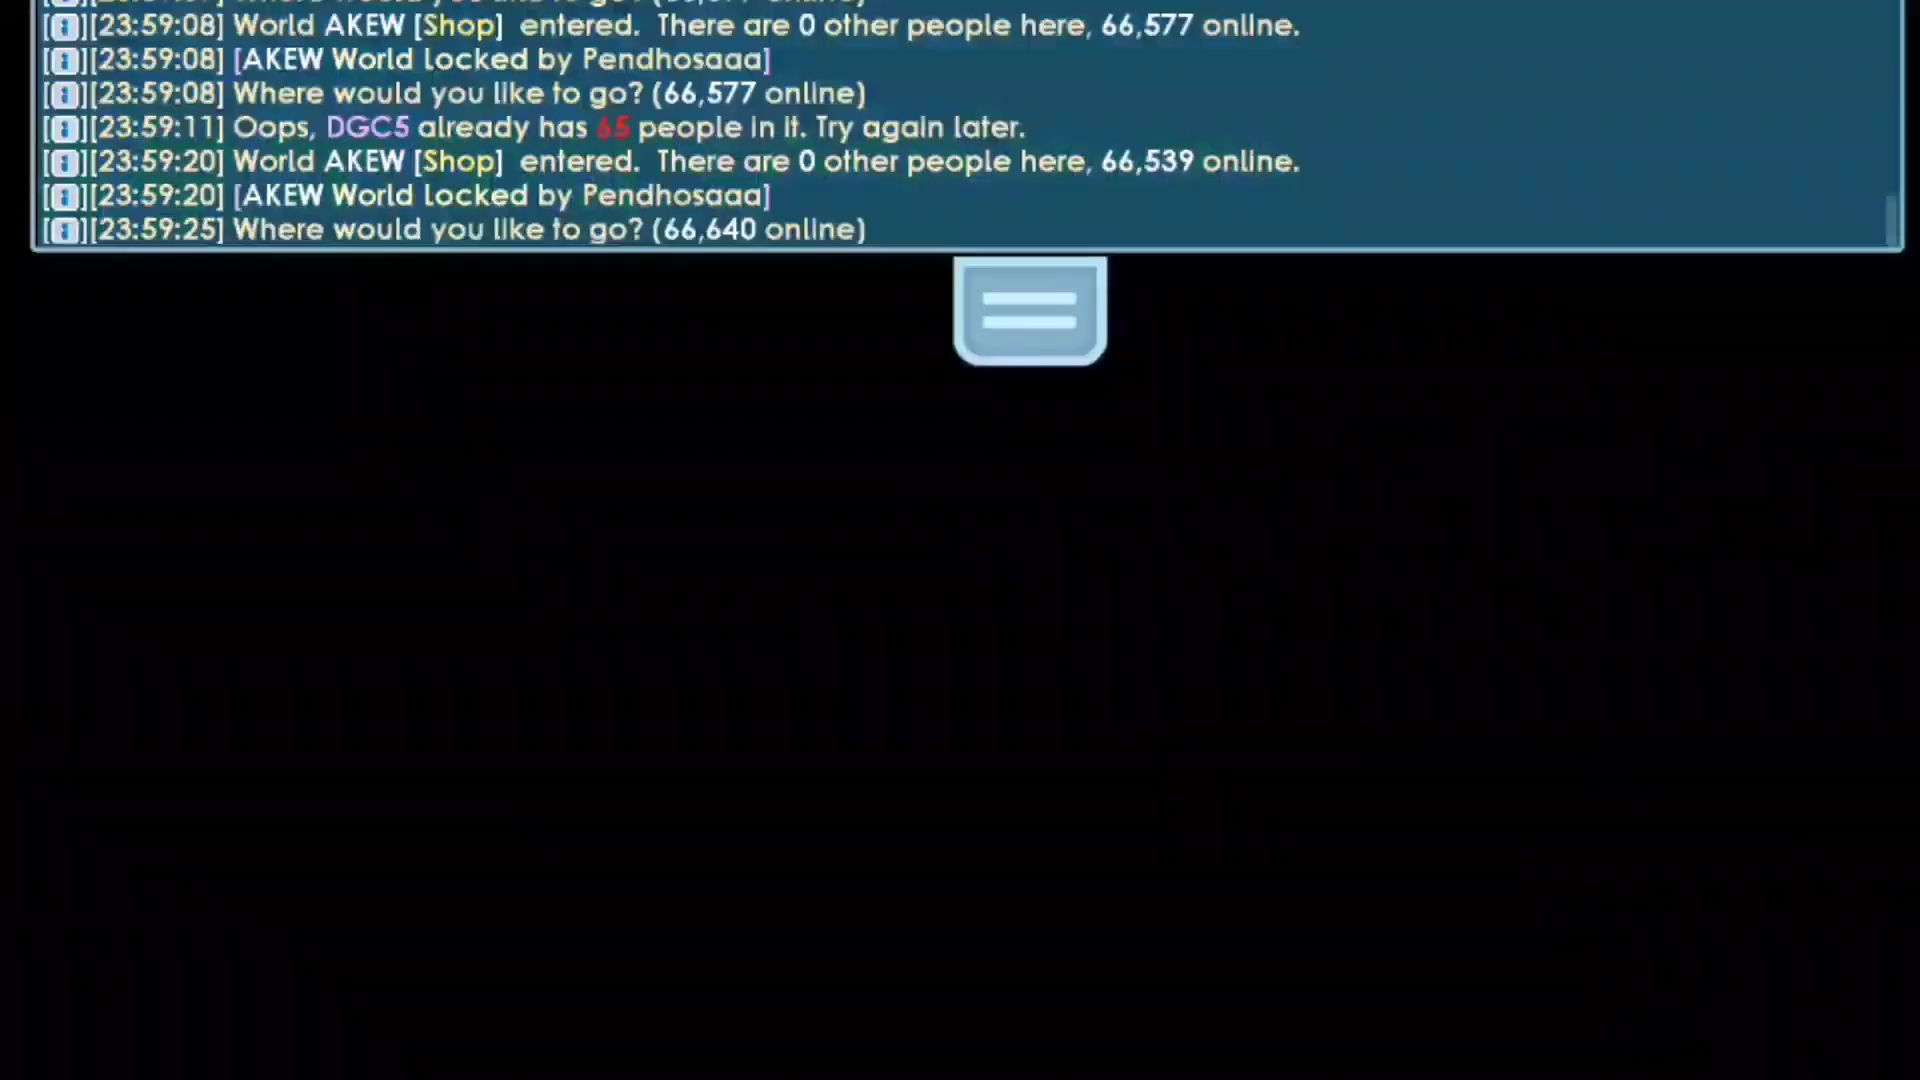 [23:59:08] World AKEW [Shop]  entered.  There are 0 other people here, 66,577 online.
[23:59:08] [AKEW World Locked by Pendhosaaa]
[23:59:08] Where would you like to go? (66,577 online)
[23:59:11] Oops, DGC5 already has 65 people in it. Try again later.
[23:59:20] World AKEW [Shop]  entered.  There are 0 other people here, 66,539 online.
[23:59:20] [AKEW World Locked by Pendhosaaa]
[23:59:25] Where would you like to go? (66,640 online)